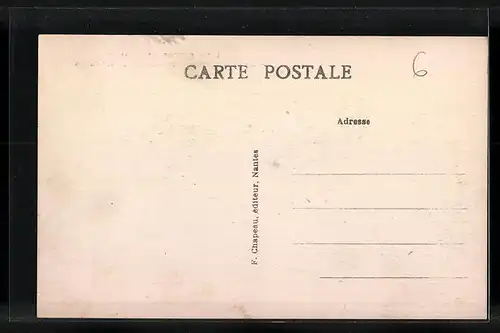 CARTE POSTALE
6
Adresse
F. Chapeau, éditeur, Nantes